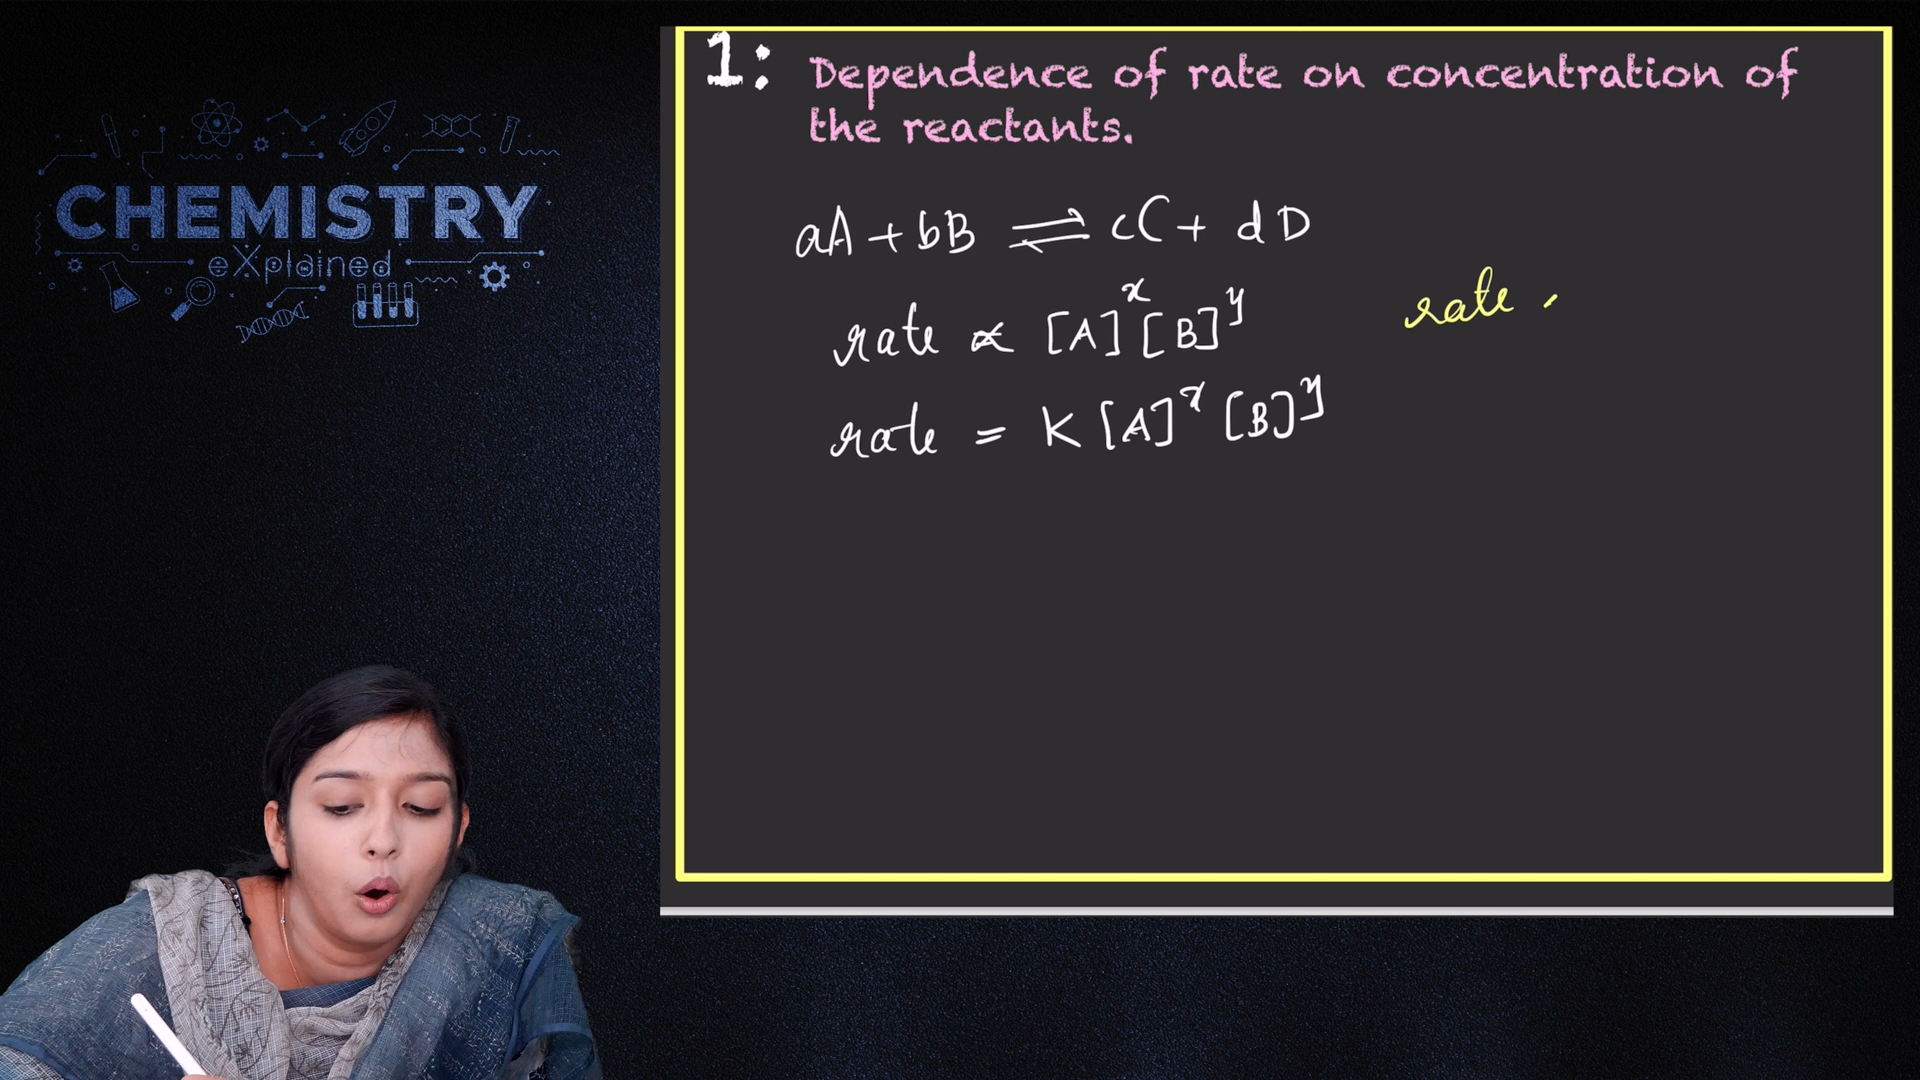 CHEMISTRY
eXplained
1: Dependence of rate on concentration of
the reactants.
aA + bB ⇌ cC + dD
rate ∝ [A]^x [B]^y
rate
rate = K [A]^x [B]^y